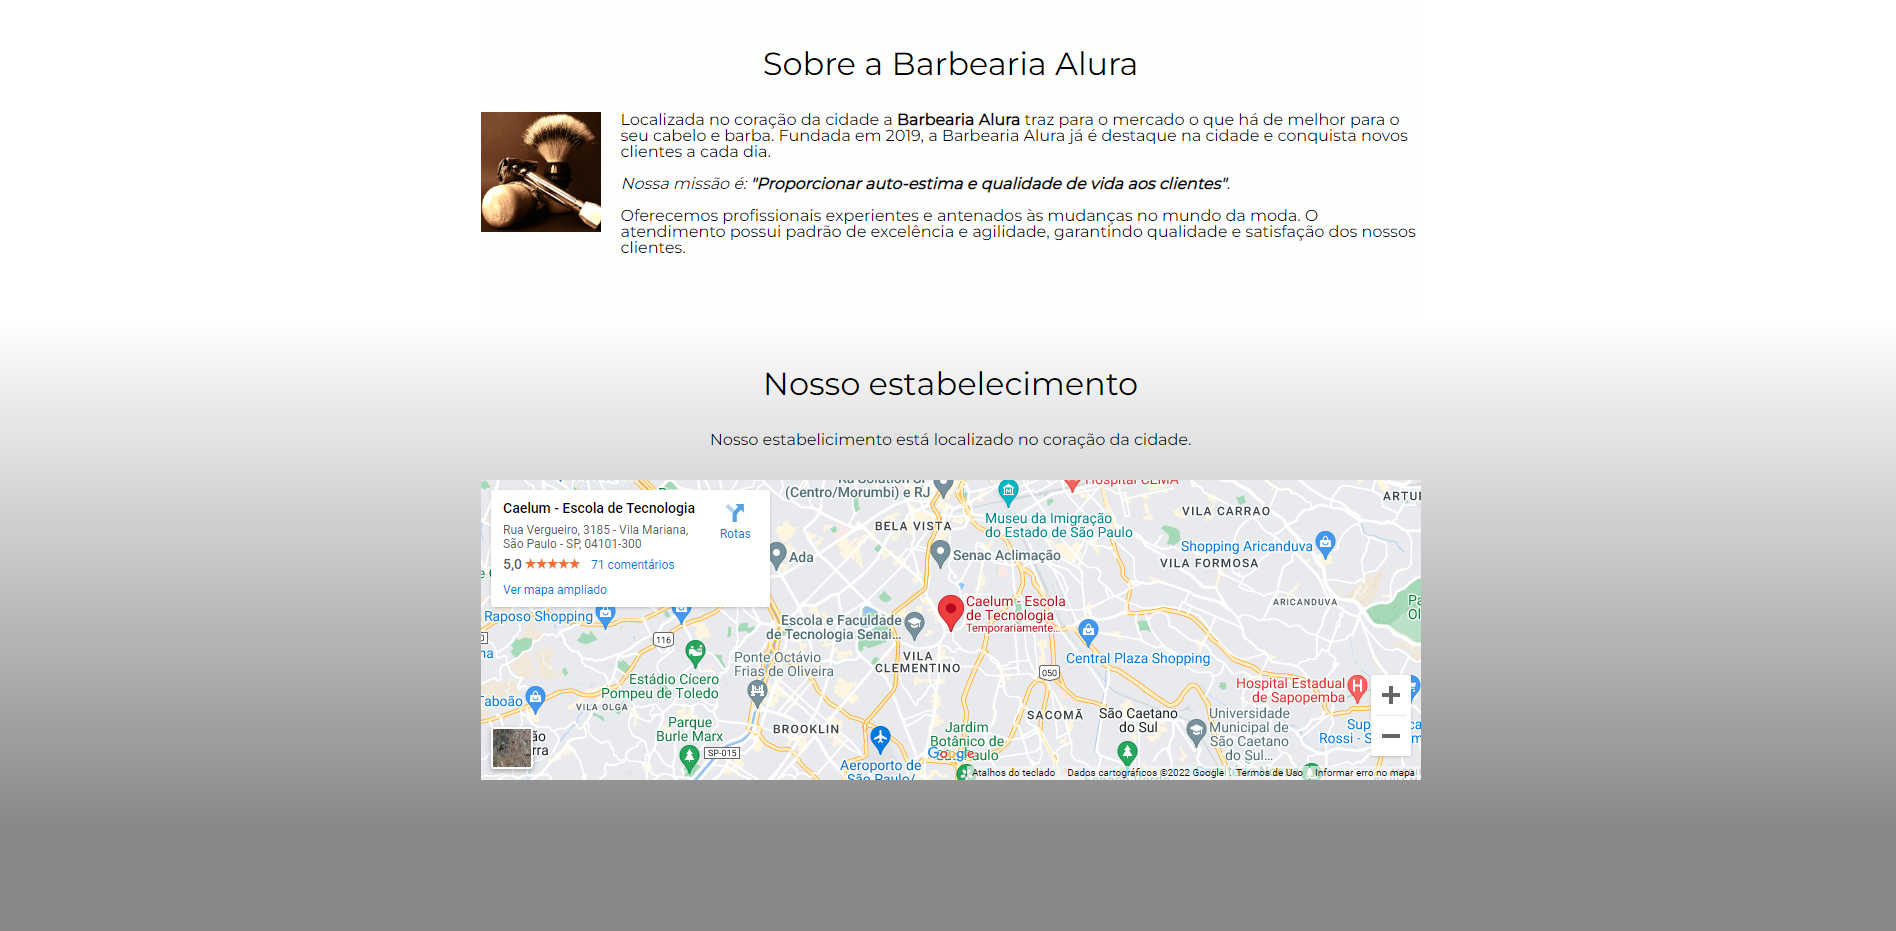 Sobre a Barbearia Alura
Localizada no coração da cidade a Barbearia Alura traz para o mercado o que há de melhor para o
seu cabelo e barba. Fundada em 2019, a Barbearia Alura já é destaque na cidade e conquista novos
clientes a cada dia.
Nossa missão é: "Proporcionar auto-estima e qualidade de vida aos clientes".
Oferecemos profissionais experientes e antenados às mudanças no mundo da moda. O
atendimento possui padrão de excelência e agilidade, garantindo qualidade e satisfação dos nossos
clientes.
Nosso estabelecimento
Nosso estabelicimento está localizado no coração da cidade.
Caelum - Escola de Tecnologia
Rua Vergueiro, 3185 - Vila Mariana,
São Paulo - SP, 04101-300
5,0 ★★★★★ 71 comentários
Ver mapa ampliado
Rotas
(Centro/Morumbi) e RJ
Hospital CEMA
BELA VISTA
Museu da Imigração
do Estado de São Paulo
VILA CARRAO
Ada
Senac Aclimação
Shopping Aricanduva
VILA FORMOSA
ARICANDUVA
Raposo Shopping
116
Escola e Faculdade
de Tecnologia Senai...
Caelum - Escola
de Tecnologia
Temporariamente...
Ponte Octávio
Frias de Oliveira
VILA
CLEMENTINO
Central Plaza Shopping
050
Estádio Cícero
Pompeu de Toledo
Hospital Estadual
de Sapopemba
VILA OLGA
Parque
Burle Marx
SP-015
BROOKLIN
SACOMÃ
São Caetano
do Sul
Universidade
Municipal de
São Caetano
do Sul...
Jardim
Botânico de
Google
Aeroporto de
São Paulo/
Atalhos do teclado
Dados cartográficos ©2022 Google
Termos de Uso
Informar erro no mapa